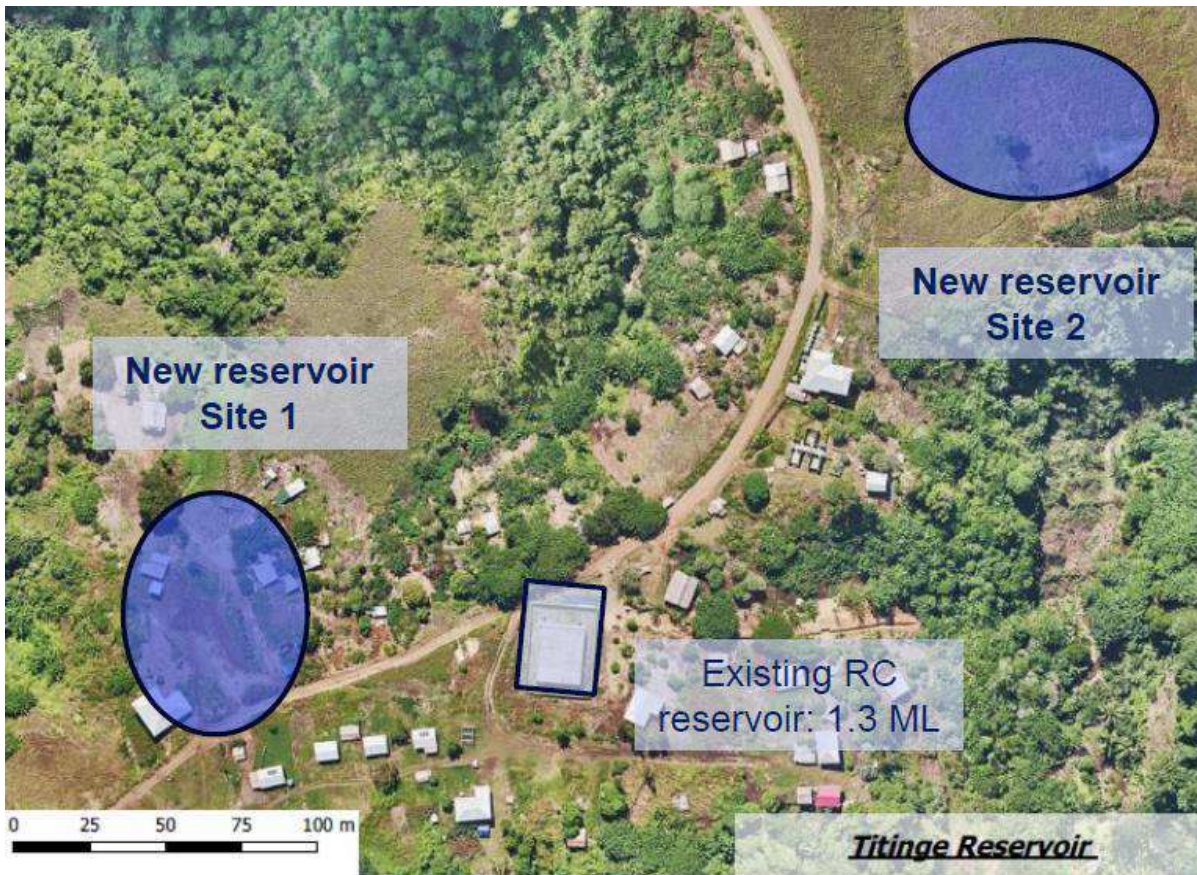 New reservoir
Site 2
New reservoir
Site 1
Existing RC
reservoir: 1.3 ML
0 25 50 75 100 m
Titinge Reservoir